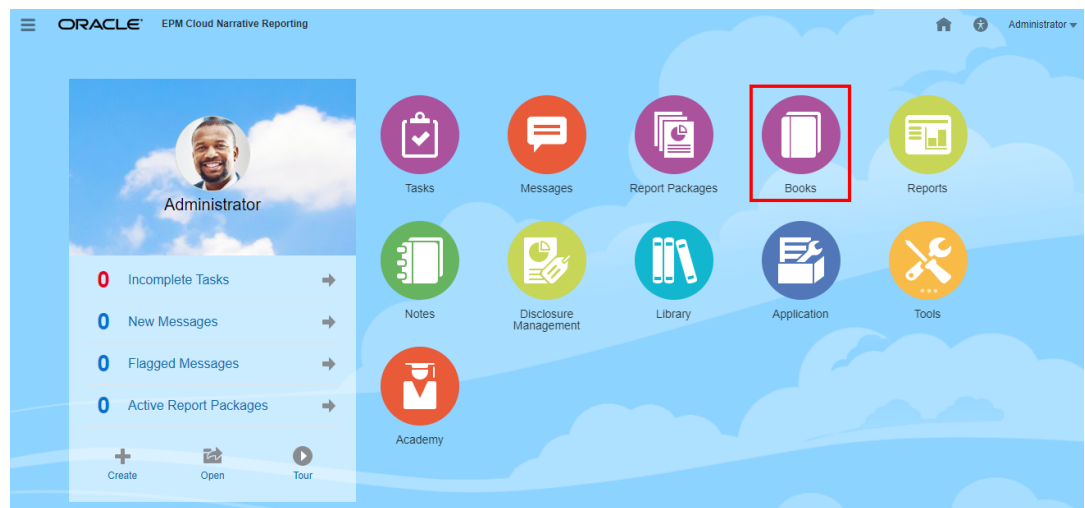 ORACLE EPM Cloud Narrative Reporting Administrator
Administrator
0 Incomplete Tasks
0 New Messages
0 Flagged Messages
0 Active Report Packages
Create Open Tour
Tasks Messages Report Packages Books Reports
Notes Disclosure Library Application Tools
Management
Academy